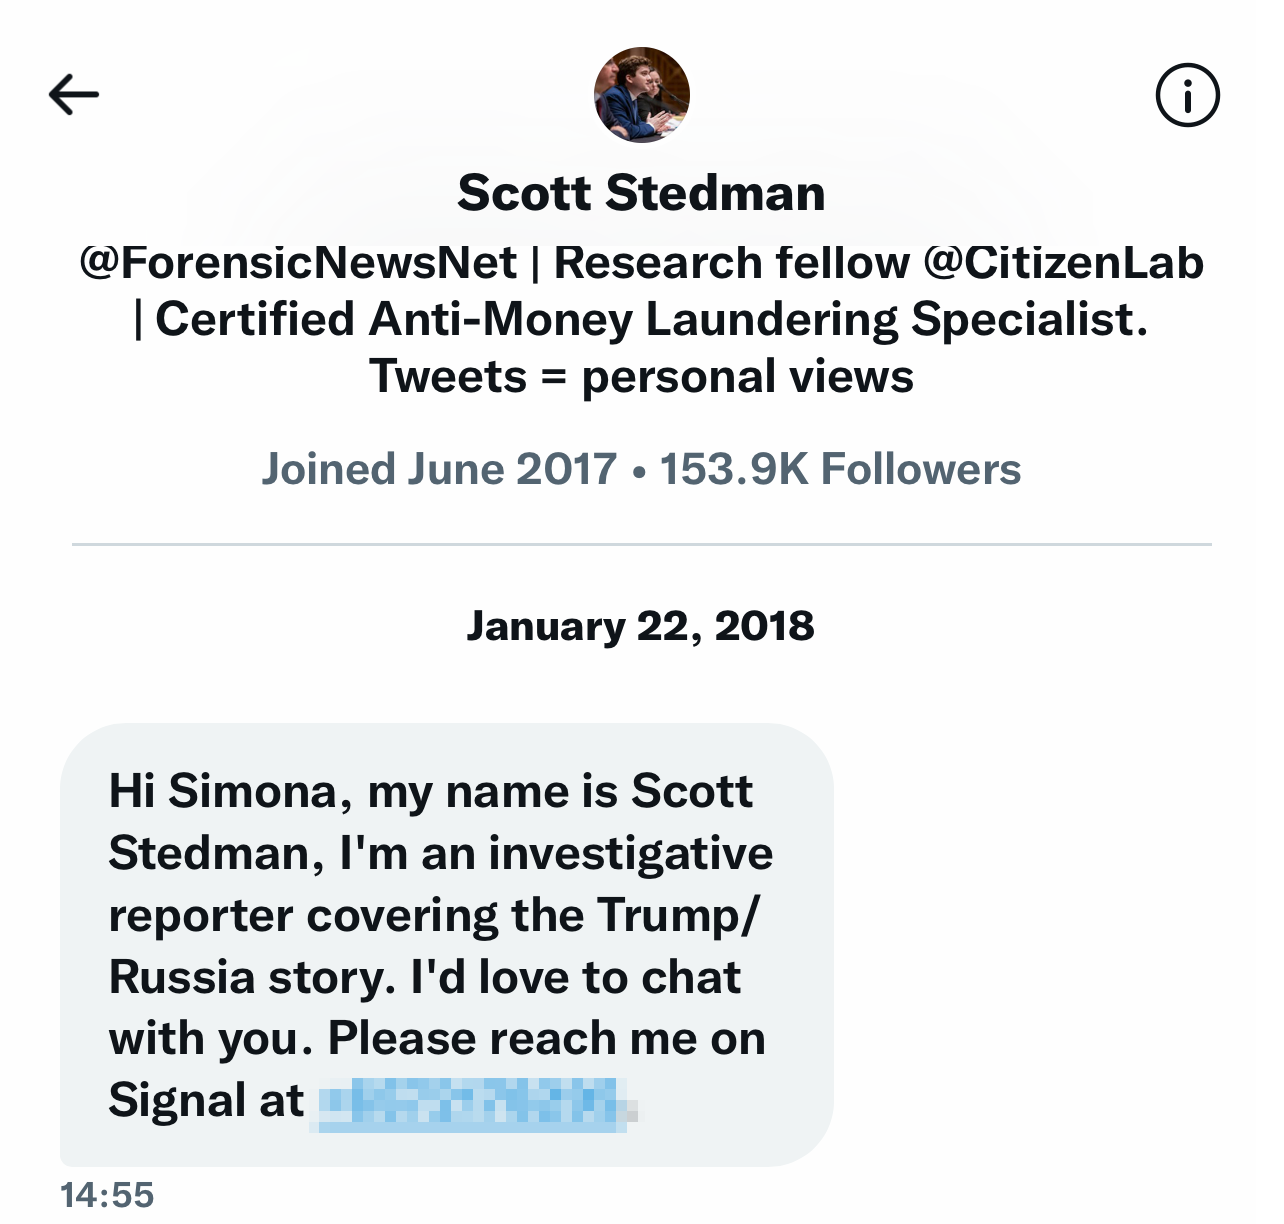 Scott Stedman
@ForensicNewsNet | Research fellow @CitizenLab
| Certified Anti-Money Laundering Specialist.
Tweets = personal views
Joined June 2017 • 153.9K Followers
January 22, 2018
Hi Simona, my name is Scott
Stedman, I'm an investigative
reporter covering the Trump/
Russia story. I'd love to chat
with you. Please reach me on
Signal at
14:55